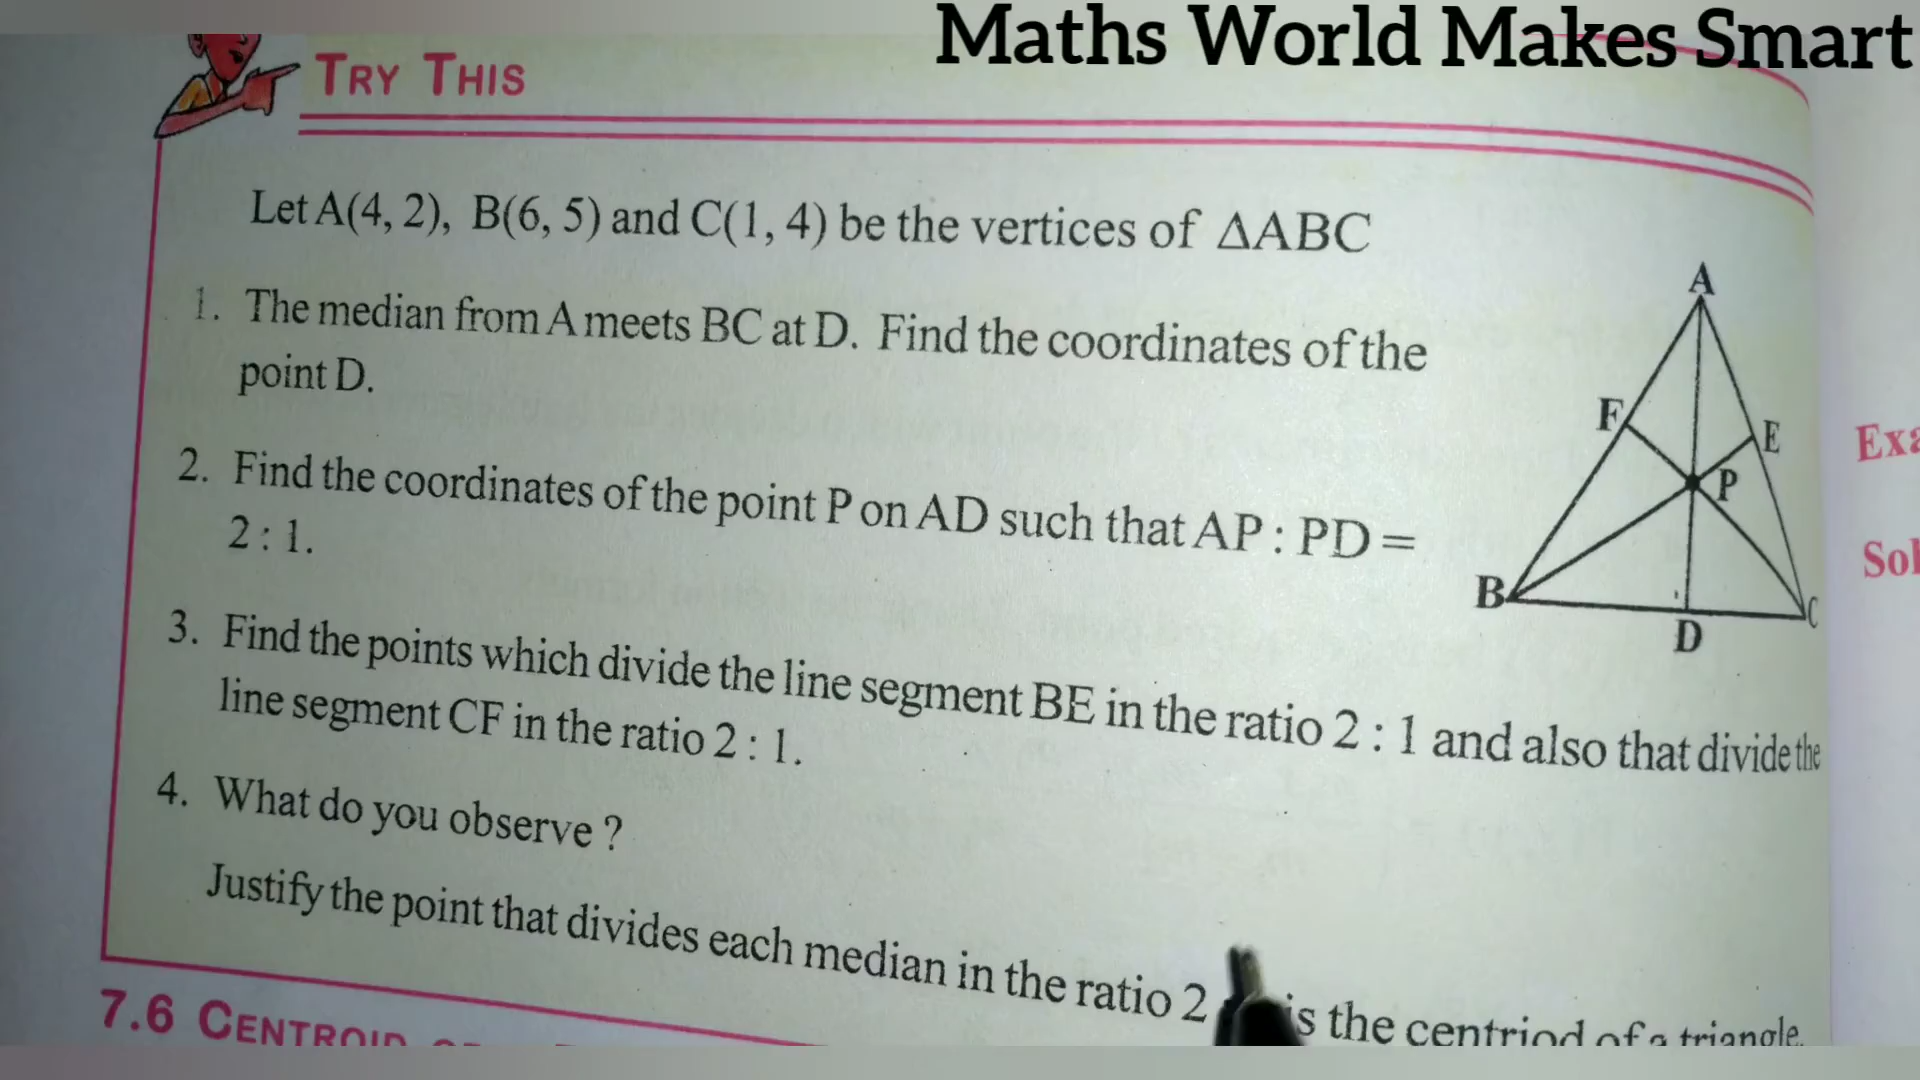 Maths World Makes Smart
TRY THIS
Let A(4, 2), B(6, 5) and C(1, 4) be the vertices of ΔABC
1. The median from A meets BC at D. Find the coordinates of the
point D.
2. Find the coordinates of the point P on AD such that AP : PD =
2 : 1.
3. Find the points which divide the line segment BE in the ratio 2 : 1 and also that divide the
line segment CF in the ratio 2 : 1.
4. What do you observe ?
Justify the point that divides each median in the ratio 2 is the centriod of a triangle.
7.6 CENTROID
A
F
E
P
B
C
D
Sol